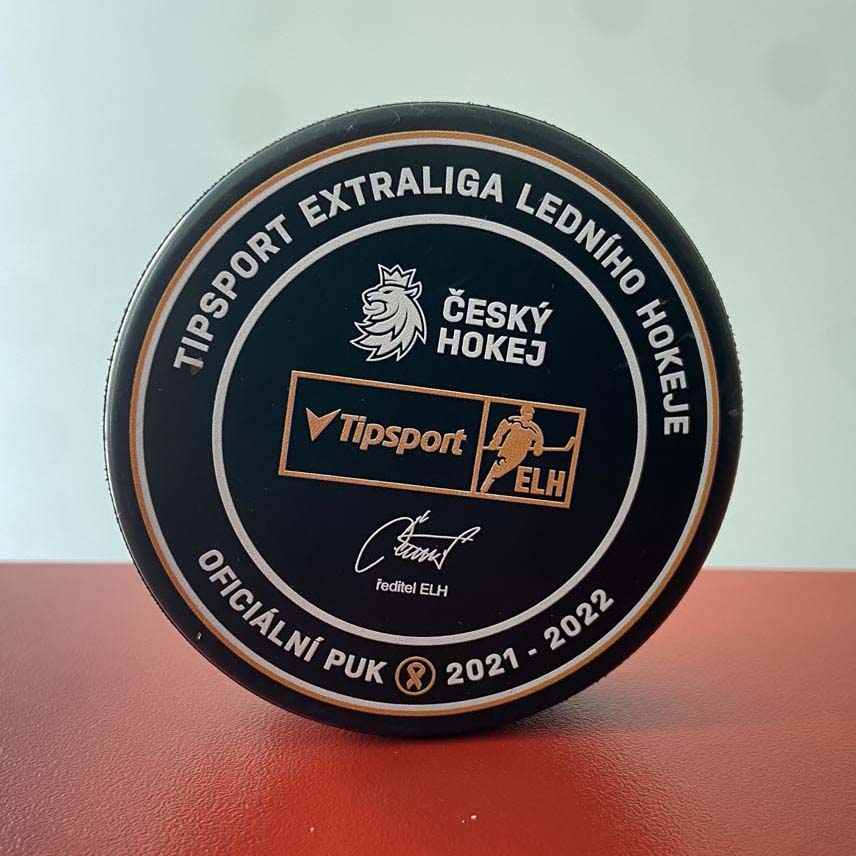 TIPSPORT EXTRALIGA LEDNÍHO HOKEJE
ČESKÝ
HOKEJ
Tipsport
ELH
ředitel ELH
OFICIÁLNÍ PUK 2021 - 2022